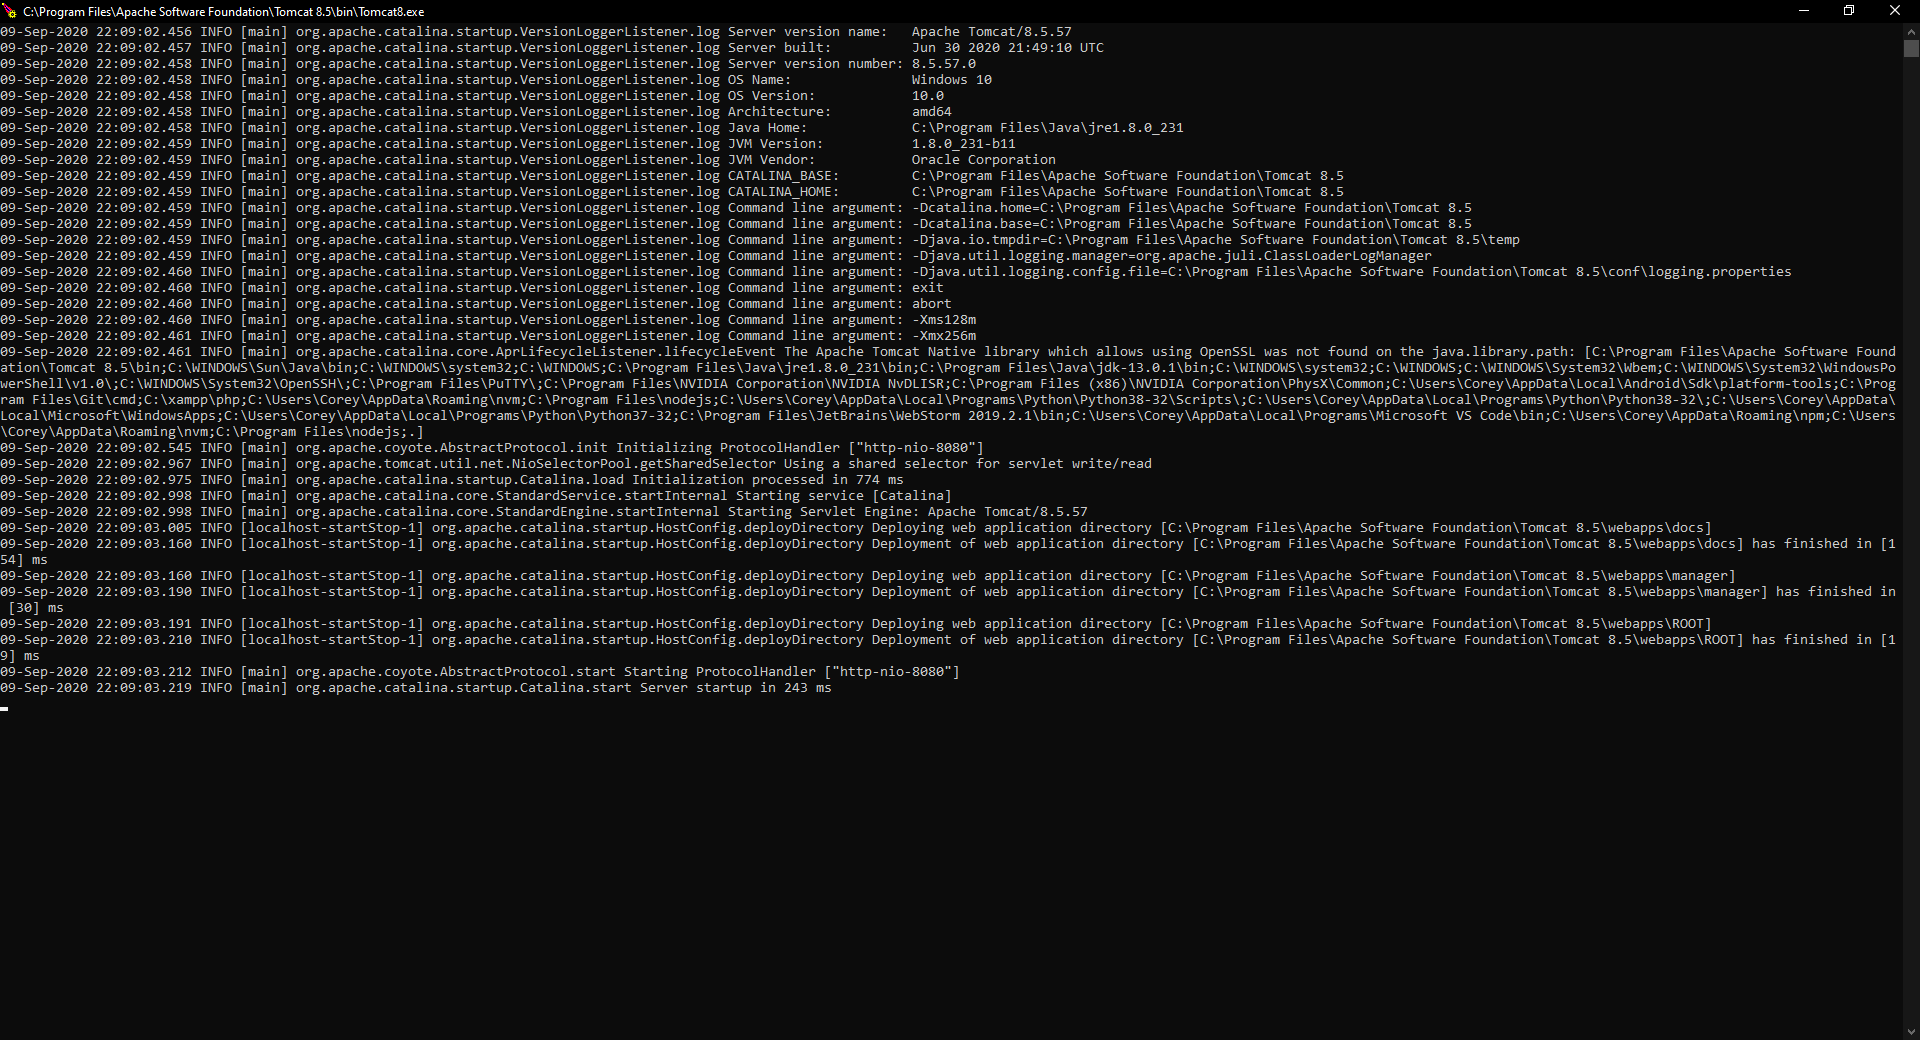 C:\Program Files\Apache Software Foundation\Tomcat 8.5\bin\Tomcat8.exe
09-Sep-2020 22:09:02.456 INFO [main] org.apache.catalina.startup.VersionLoggerListener.log Server version name:   Apache Tomcat/8.5.57
09-Sep-2020 22:09:02.457 INFO [main] org.apache.catalina.startup.VersionLoggerListener.log Server built:          Jun 30 2020 21:49:10 UTC
09-Sep-2020 22:09:02.458 INFO [main] org.apache.catalina.startup.VersionLoggerListener.log Server version number: 8.5.57.0
09-Sep-2020 22:09:02.458 INFO [main] org.apache.catalina.startup.VersionLoggerListener.log OS Name:               Windows 10
09-Sep-2020 22:09:02.458 INFO [main] org.apache.catalina.startup.VersionLoggerListener.log OS Version:            10.0
09-Sep-2020 22:09:02.458 INFO [main] org.apache.catalina.startup.VersionLoggerListener.log Architecture:          amd64
09-Sep-2020 22:09:02.458 INFO [main] org.apache.catalina.startup.VersionLoggerListener.log Java Home:             C:\Program Files\Java\jre1.8.0_231
09-Sep-2020 22:09:02.459 INFO [main] org.apache.catalina.startup.VersionLoggerListener.log JVM Version:           1.8.0_231-b11
09-Sep-2020 22:09:02.459 INFO [main] org.apache.catalina.startup.VersionLoggerListener.log JVM Vendor:            Oracle Corporation
09-Sep-2020 22:09:02.459 INFO [main] org.apache.catalina.startup.VersionLoggerListener.log CATALINA_BASE:         C:\Program Files\Apache Software Foundation\Tomcat 8.5
09-Sep-2020 22:09:02.459 INFO [main] org.apache.catalina.startup.VersionLoggerListener.log CATALINA_HOME:         C:\Program Files\Apache Software Foundation\Tomcat 8.5
09-Sep-2020 22:09:02.459 INFO [main] org.apache.catalina.startup.VersionLoggerListener.log Command line argument: -Dcatalina.home=C:\Program Files\Apache Software Foundation\Tomcat 8.5
09-Sep-2020 22:09:02.459 INFO [main] org.apache.catalina.startup.VersionLoggerListener.log Command line argument: -Dcatalina.base=C:\Program Files\Apache Software Foundation\Tomcat 8.5
09-Sep-2020 22:09:02.459 INFO [main] org.apache.catalina.startup.VersionLoggerListener.log Command line argument: -Djava.io.tmpdir=C:\Program Files\Apache Software Foundation\Tomcat 8.5\temp
09-Sep-2020 22:09:02.459 INFO [main] org.apache.catalina.startup.VersionLoggerListener.log Command line argument: -Djava.util.logging.manager=org.apache.juli.ClassLoaderLogManager
09-Sep-2020 22:09:02.460 INFO [main] org.apache.catalina.startup.VersionLoggerListener.log Command line argument: -Djava.util.logging.config.file=C:\Program Files\Apache Software Foundation\Tomcat 8.5\conf\logging.properties
09-Sep-2020 22:09:02.460 INFO [main] org.apache.catalina.startup.VersionLoggerListener.log Command line argument: exit
09-Sep-2020 22:09:02.460 INFO [main] org.apache.catalina.startup.VersionLoggerListener.log Command line argument: abort
09-Sep-2020 22:09:02.460 INFO [main] org.apache.catalina.startup.VersionLoggerListener.log Command line argument: -Xms128m
09-Sep-2020 22:09:02.461 INFO [main] org.apache.catalina.startup.VersionLoggerListener.log Command line argument: -Xmx256m
09-Sep-2020 22:09:02.461 INFO [main] org.apache.catalina.core.AprLifecycleListener.lifecycleEvent The Apache Tomcat Native library which allows using OpenSSL was not found on the java.library.path: [C:\Program Files\Apache Software Found
ation\Tomcat 8.5\bin;C:\WINDOWS\Sun\Java\bin;C:\WINDOWS\system32;C:\WINDOWS;C:\Program Files\Java\jre1.8.0_231\bin;C:\Program Files\Java\jdk-13.0.1\bin;C:\WINDOWS\system32;C:\WINDOWS;C:\WINDOWS\System32\Wbem;C:\WINDOWS\System32\WindowsPo
werShell\v1.0\;C:\WINDOWS\System32\OpenSSH\;C:\Program Files\PuTTY\;C:\Program Files\NVIDIA Corporation\NVIDIA NvDLISR;C:\Program Files (x86)\NVIDIA Corporation\PhysX\Common;C:\Users\Corey\AppData\Local\Android\Sdk\platform-tools;C:\Prog
ram Files\Git\cmd;C:\xampp\php;C:\Users\Corey\AppData\Roaming\nvm;C:\Program Files\nodejs;C:\Users\Corey\AppData\Local\Programs\Python\Python38-32\Scripts\;C:\Users\Corey\AppData\Local\Programs\Python\Python38-32\;C:\Users\Corey\AppData\
Local\Microsoft\WindowsApps;C:\Users\Corey\AppData\Local\Programs\Python\Python37-32;C:\Program Files\JetBrains\WebStorm 2019.2.1\bin;C:\Users\Corey\AppData\Local\Programs\Microsoft VS Code\bin;C:\Users\Corey\AppData\Roaming\npm;C:\Users
\Corey\AppData\Roaming\nvm;C:\Program Files\nodejs;.]
09-Sep-2020 22:09:02.545 INFO [main] org.apache.coyote.AbstractProtocol.init Initializing ProtocolHandler ["http-nio-8080"]
09-Sep-2020 22:09:02.967 INFO [main] org.apache.tomcat.util.net.NioSelectorPool.getSharedSelector Using a shared selector for servlet write/read
09-Sep-2020 22:09:02.975 INFO [main] org.apache.catalina.startup.Catalina.load Initialization processed in 774 ms
09-Sep-2020 22:09:02.998 INFO [main] org.apache.catalina.core.StandardService.startInternal Starting service [Catalina]
09-Sep-2020 22:09:02.998 INFO [main] org.apache.catalina.core.StandardEngine.startInternal Starting Servlet Engine: Apache Tomcat/8.5.57
09-Sep-2020 22:09:03.005 INFO [localhost-startStop-1] org.apache.catalina.startup.HostConfig.deployDirectory Deploying web application directory [C:\Program Files\Apache Software Foundation\Tomcat 8.5\webapps\docs]
09-Sep-2020 22:09:03.160 INFO [localhost-startStop-1] org.apache.catalina.startup.HostConfig.deployDirectory Deployment of web application directory [C:\Program Files\Apache Software Foundation\Tomcat 8.5\webapps\docs] has finished in [1
54] ms
09-Sep-2020 22:09:03.160 INFO [localhost-startStop-1] org.apache.catalina.startup.HostConfig.deployDirectory Deploying web application directory [C:\Program Files\Apache Software Foundation\Tomcat 8.5\webapps\manager]
09-Sep-2020 22:09:03.190 INFO [localhost-startStop-1] org.apache.catalina.startup.HostConfig.deployDirectory Deployment of web application directory [C:\Program Files\Apache Software Foundation\Tomcat 8.5\webapps\manager] has finished in
 [30] ms
09-Sep-2020 22:09:03.191 INFO [localhost-startStop-1] org.apache.catalina.startup.HostConfig.deployDirectory Deploying web application directory [C:\Program Files\Apache Software Foundation\Tomcat 8.5\webapps\ROOT]
09-Sep-2020 22:09:03.210 INFO [localhost-startStop-1] org.apache.catalina.startup.HostConfig.deployDirectory Deployment of web application directory [C:\Program Files\Apache Software Foundation\Tomcat 8.5\webapps\ROOT] has finished in [1
9] ms
09-Sep-2020 22:09:03.212 INFO [main] org.apache.coyote.AbstractProtocol.start Starting ProtocolHandler ["http-nio-8080"]
09-Sep-2020 22:09:03.219 INFO [main] org.apache.catalina.startup.Catalina.start Server startup in 243 ms